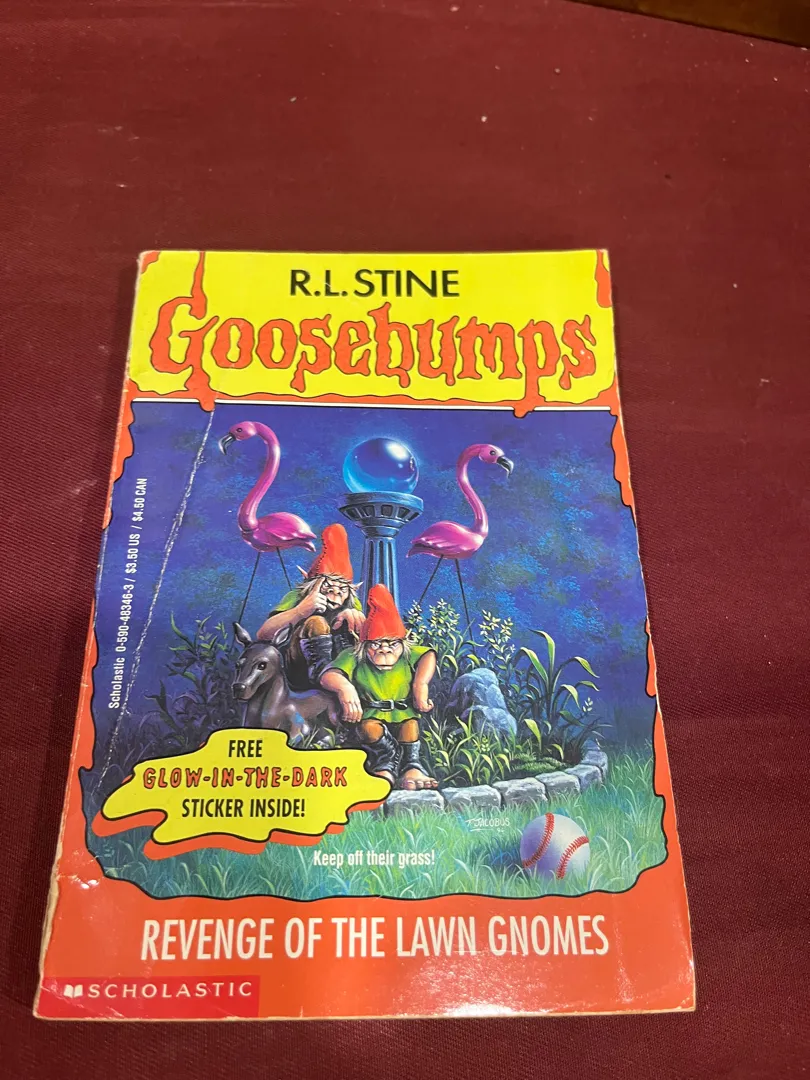 R.L. STINE
Goosebumps
Scholastic 0-590-48346-3 / $3.50 US / $4.50 CAN
FREE
GLOW-IN-THE-DARK
STICKER INSIDE!
JACOBUS
Keep off their grass!
REVENGE OF THE LAWN GNOMES
SCHOLASTIC